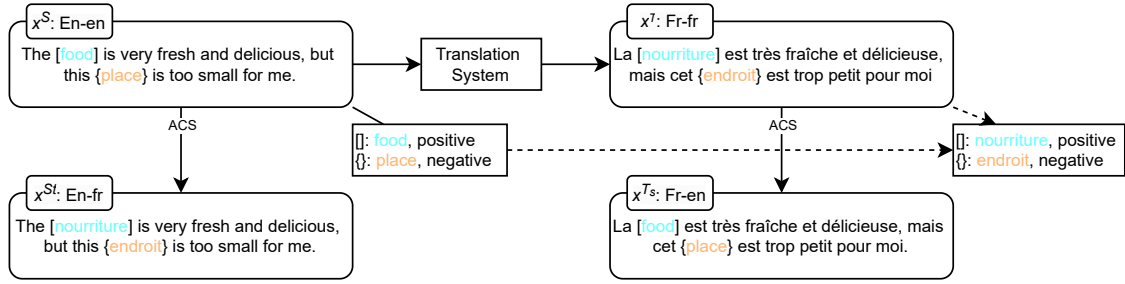 x^S: En-en
The [food] is very fresh and delicious, but
this {place} is too small for me.
Translation
System
x^T: Fr-fr
La [nourriture] est très fraîche et délicieuse,
mais cet {endroit} est trop petit pour moi
ACS
[]: food, positive
{}: place, negative
ACS
[]: nourriture, positive
{}: endroit, negative
x^St: En-fr
The [nourriture] is very fresh and delicious,
but this {endroit} is too small for me.
x^Ts: Fr-en
La [food] est très fraîche et délicieuse, mais
cet {place} est trop petit pour moi.